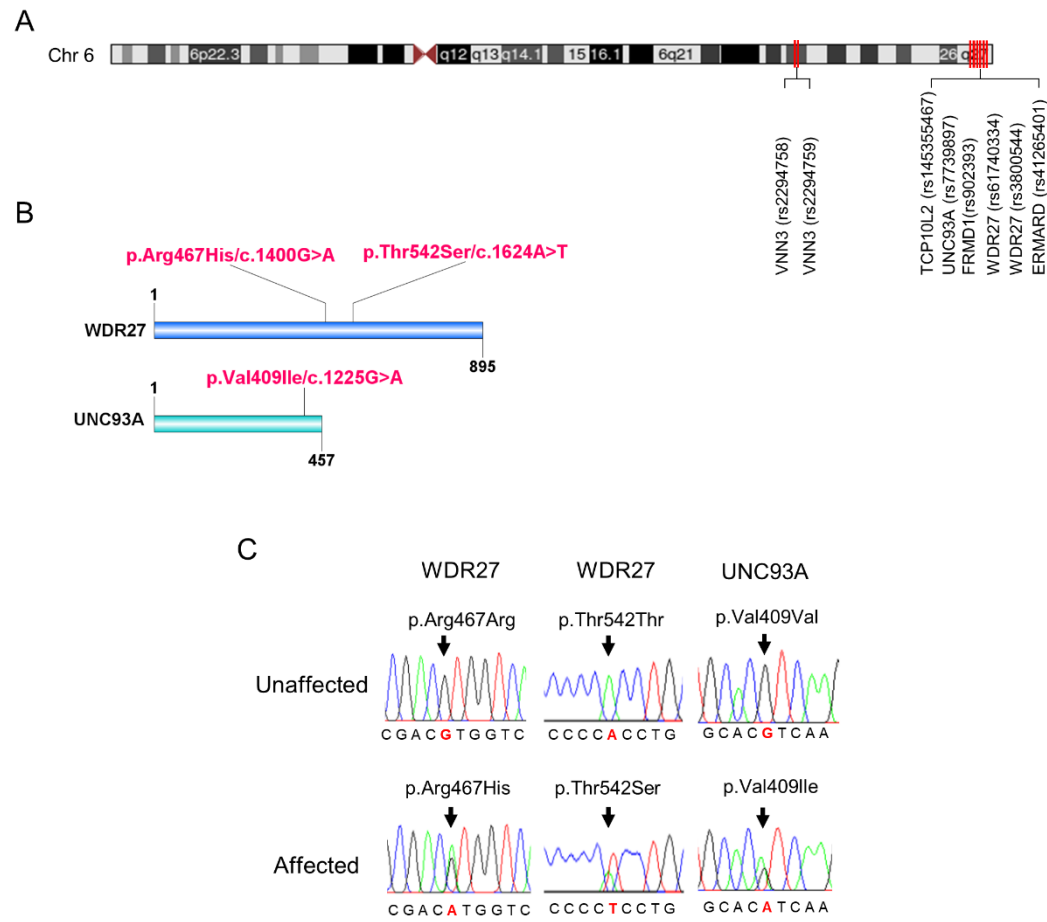 A
Chr 6
6p22.3
q12
q13
q14.1
15
16.1
6q21
26
VNN3 (rs2294758)
VNN3 (rs2294759)
TCP10L2 (rs145355467)
UNC93A (rs7739897)
FRMD1(rs902393)
WDR27 (rs61740334)
WDR27 (rs3800544)
ERMARD (rs41265401)
B
p.Arg467His/c.1400G>A
p.Thr542Ser/c.1624A>T
1
WDR27
895
p.Val409Ile/c.1225G>A
1
UNC93A
457
C
WDR27 WDR27 UNC93A
p.Arg467Arg p.Thr542Thr p.Val409Val
Unaffected
CGACGTGGTC CCCCACCTG GCACGTCAA
p.Arg467His p.Thr542Ser p.Val409Ile
Affected
CGACATGGTC CCCCTCCTG GCACATCAA